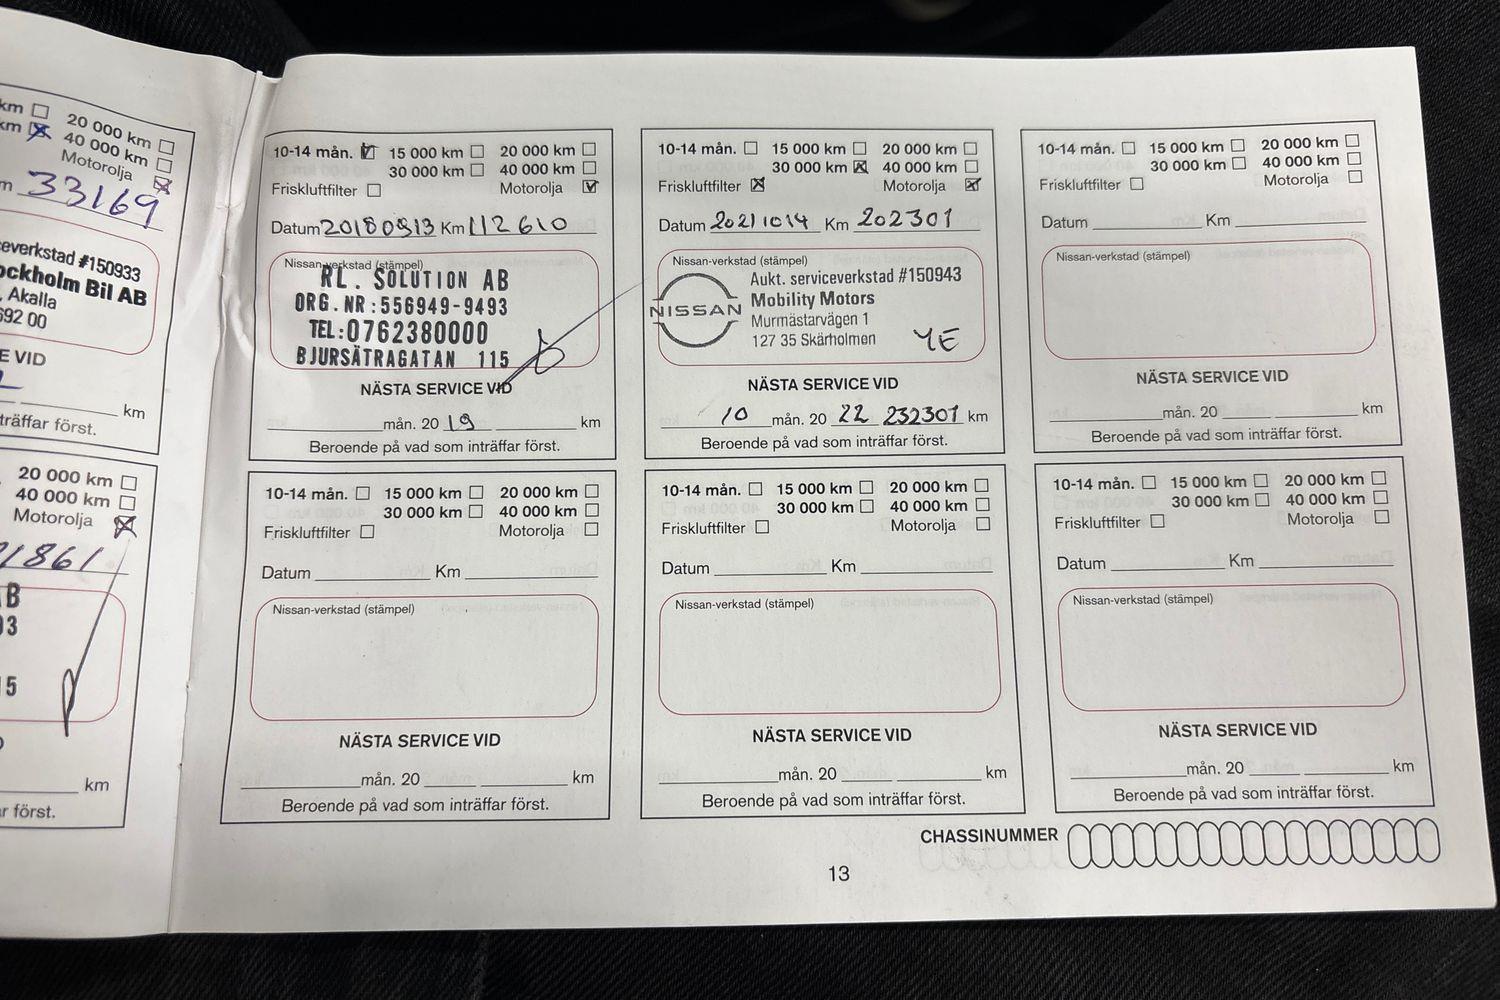 km
20 000 km
km
40 000 km
Motorolja
33169
#150933
Bil AB
Akalla
692 00
VID
km
inträffar först.
20 000 km
40 000 km
Motorolja
1861
km
först.
10-14 mån. 15 000 km 20 000 km
30 000 km 40 000 km
Friskluftfilter Motorolja
Datum 20180913 Km 112610
Nissan-verkstad (stämpel)
RL. SOLUTION AB
ORG.NR:556949-9493
TEL:0762380000
BJURSÄTRAGATAN 115
NÄSTA SERVICE VID
mån. 20 19 km
Beroende på vad som inträffar först.
10-14 mån. 15 000 km 20 000 km
30 000 km 40 000 km
Friskluftfilter Motorolja
Datum 20211014 Km 202301
Nissan-verkstad (stämpel)
NISSAN
Aukt. serviceverkstad #150943
Mobility Motors
Murmästarvägen 1
127 35 Skärholmen
YE
NÄSTA SERVICE VID
10 mån. 20 22 232301 km
Beroende på vad som inträffar först.
10-14 mån. 15 000 km 20 000 km
30 000 km 40 000 km
Friskluftfilter Motorolja
Datum Km
Nissan-verkstad (stämpel)
NÄSTA SERVICE VID
mån. 20 km
Beroende på vad som inträffar först.
10-14 mån. 15 000 km 20 000 km
30 000 km 40 000 km
Friskluftfilter Motorolja
Datum Km
Nissan-verkstad (stämpel)
NÄSTA SERVICE VID
mån. 20 km
Beroende på vad som inträffar först.
10-14 mån. 15 000 km 20 000 km
30 000 km 40 000 km
Friskluftfilter Motorolja
Datum Km
Nissan-verkstad (stämpel)
NÄSTA SERVICE VID
mån. 20 km
Beroende på vad som inträffar först.
10-14 mån. 15 000 km 20 000 km
30 000 km 40 000 km
Friskluftfilter Motorolja
Datum Km
Nissan-verkstad (stämpel)
NÄSTA SERVICE VID
mån. 20 km
Beroende på vad som inträffar först.
CHASSINUMMER
13